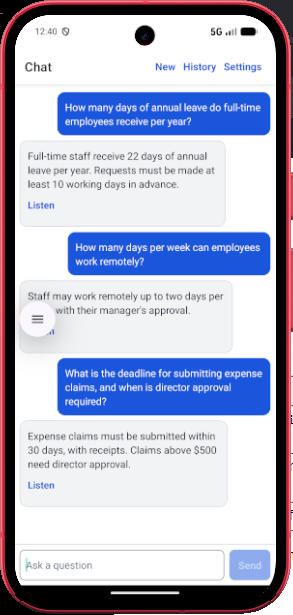 12:40
5G
Chat
New History Settings
How many days of annual leave do full-time
employees receive per year?
Full-time staff receive 22 days of annual
leave per year. Requests must be made at
least 10 working days in advance.
Listen
How many days per week can employees
work remotely?
Staff may work remotely up to two days per
with their manager's approval.
What is the deadline for submitting expense
claims, and when is director approval
required?
Expense claims must be submitted within
30 days, with receipts. Claims above $500
need director approval.
Listen
Ask a question
Send